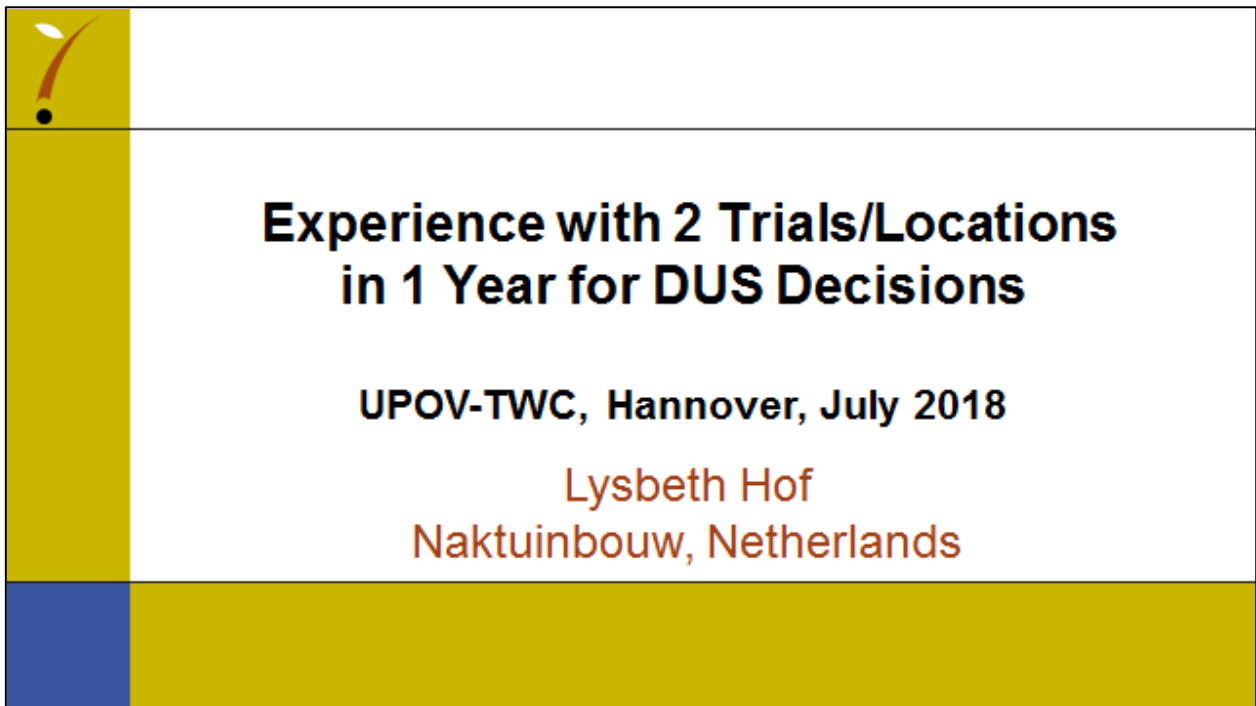 Experience with 2 Trials/Locations
in 1 Year for DUS Decisions
UPOV-TWC, Hannover, July 2018
Lysbeth Hof
Naktuinbouw, Netherlands